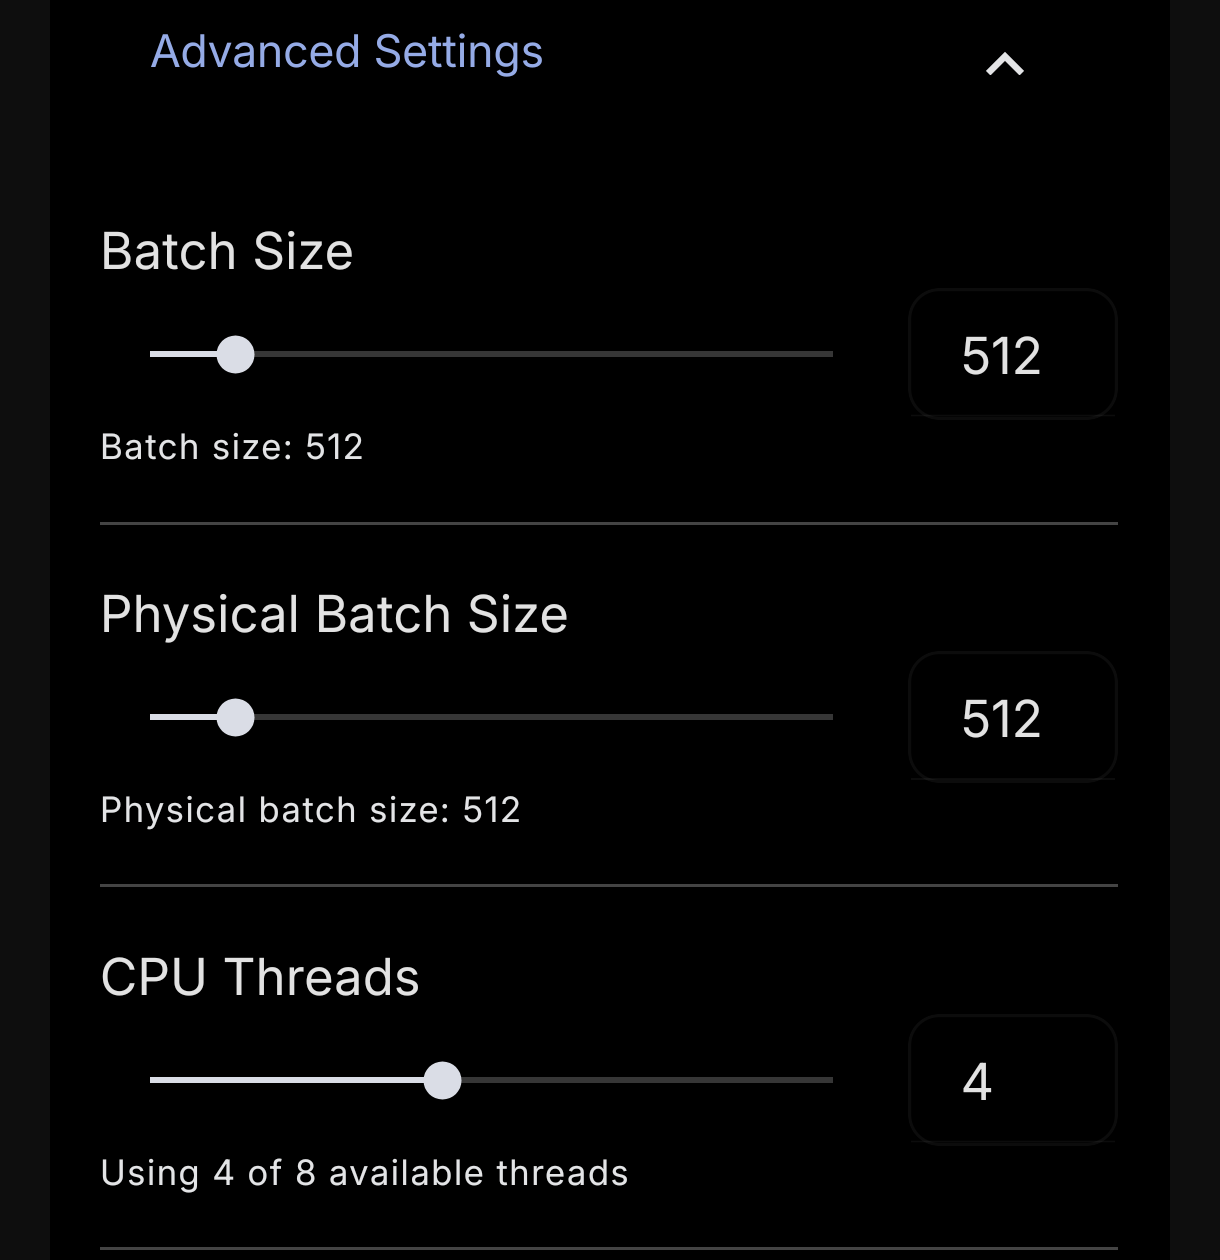 Advanced Settings
Batch Size
512
Batch size: 512
Physical Batch Size
512
Physical batch size: 512
CPU Threads
4
Using 4 of 8 available threads